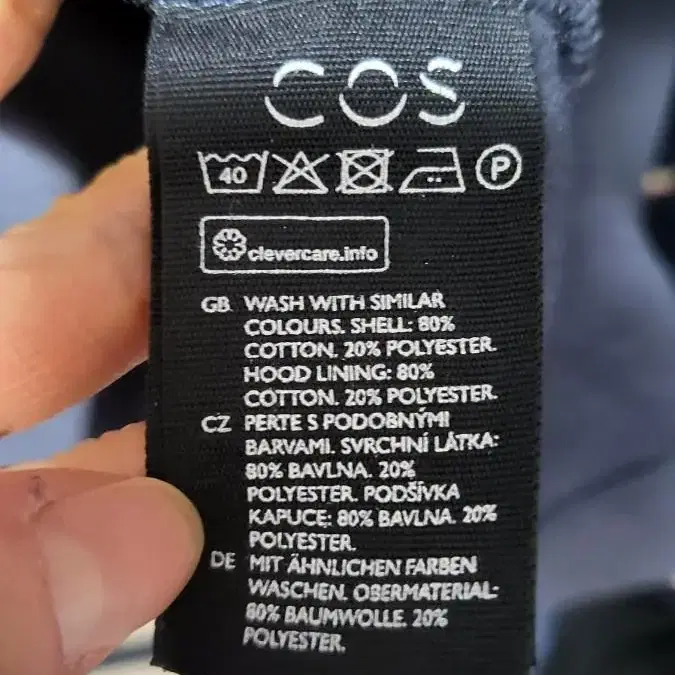 COS
40 P
clevercare.info
GB WASH WITH SIMILAR
COLOURS. SHELL: 80%
COTTON. 20% POLYESTER.
HOOD LINING: 80%
COTTON. 20% POLYESTER.
CZ PERTE S PODOBNÝMI
BARVAMI. SVRCHNÍ LÁTKA:
80% BAVLNA. 20%
POLYESTER. PODŠÍVKA
KAPUCE: 80% BAVLNA. 20%
POLYESTER.
DE MIT ÄHNLICHEN FARBEN
WASCHEN. OBERMATERIAL:
80% BAUMWOLLE. 20%
POLYESTER.